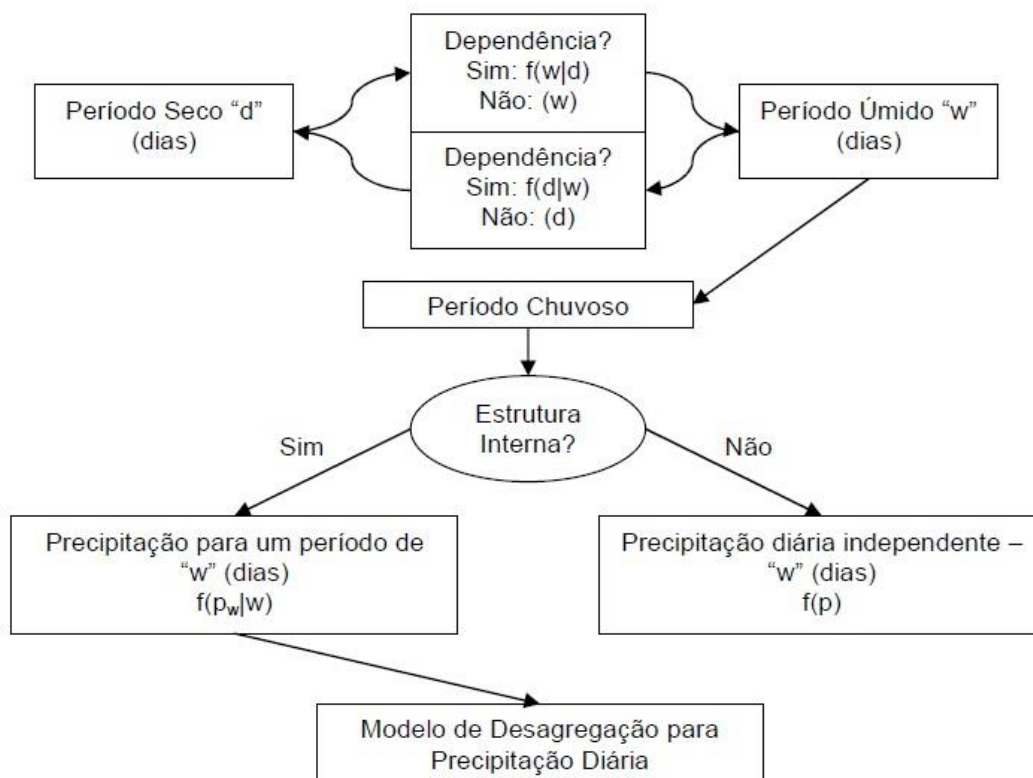 Dependência?
Sim: f(w|d)
Não: (w)
Período Seco “d”
(dias)
Período Úmido “w”
(dias)
Dependência?
Sim: f(d|w)
Não: (d)
Período Chuvoso
Estrutura
Interna?
Sim
Não
Precipitação para um período de
“w” (dias)
f(pw|w)
Precipitação diária independente –
“w” (dias)
f(p)
Modelo de Desagregação para
Precipitação Diária